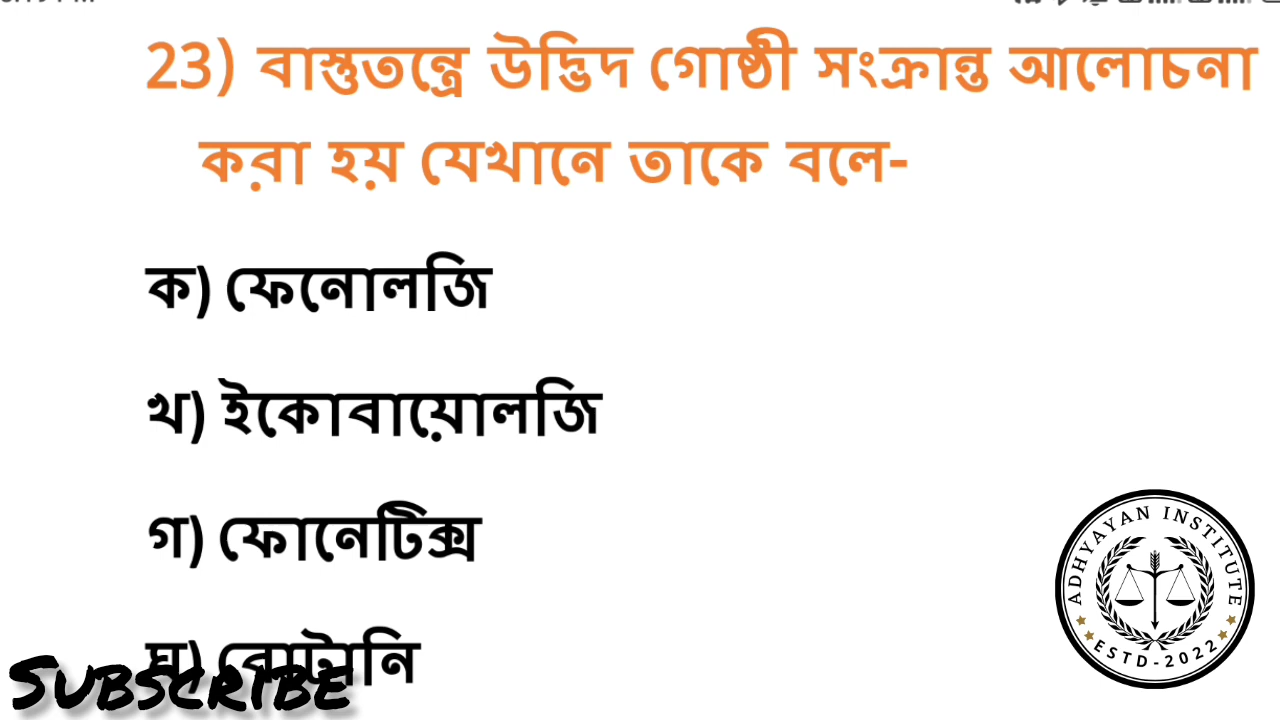 23) বাস্তুতন্ত্রে উদ্ভিদ গোষ্ঠী সংক্রান্ত আলোচনা
করা হয় যেখানে তাকে বলে-
ক) ফেনোলজি
খ) ইকোবায়োলজি
গ) ফোনেটিক্স
ঘ) বোটানি
SUBSCRIBE
ADHYAYAN INSTITUTE
ESTD-2022